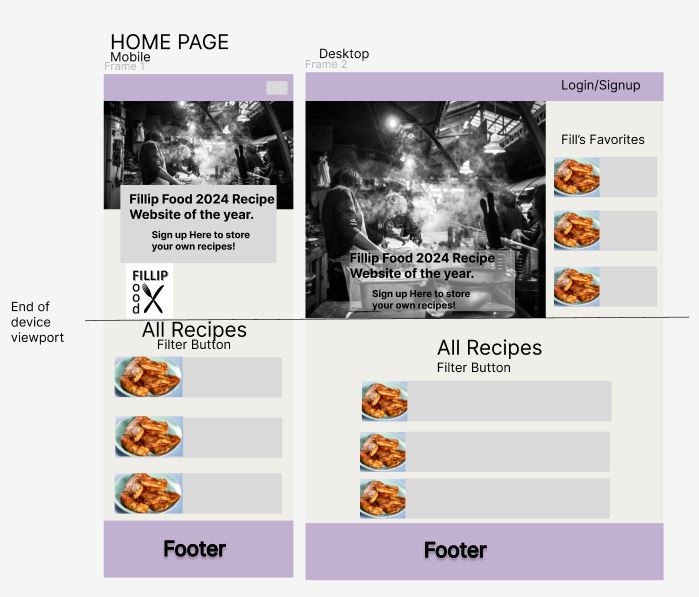 HOME PAGE
Mobile
Frame 1
Fillip Food 2024 Recipe
Website of the year.
Sign up Here to store
your own recipes!
FILLIP
o
o
d
End of
device
viewport
All Recipes
Filter Button
Footer
Desktop
Frame 2
Login/Signup
Fill's Favorites
Fillip Food 2024 Recipe
Website of the year.
Sign up Here to store
your own recipes!
All Recipes
Filter Button
Footer